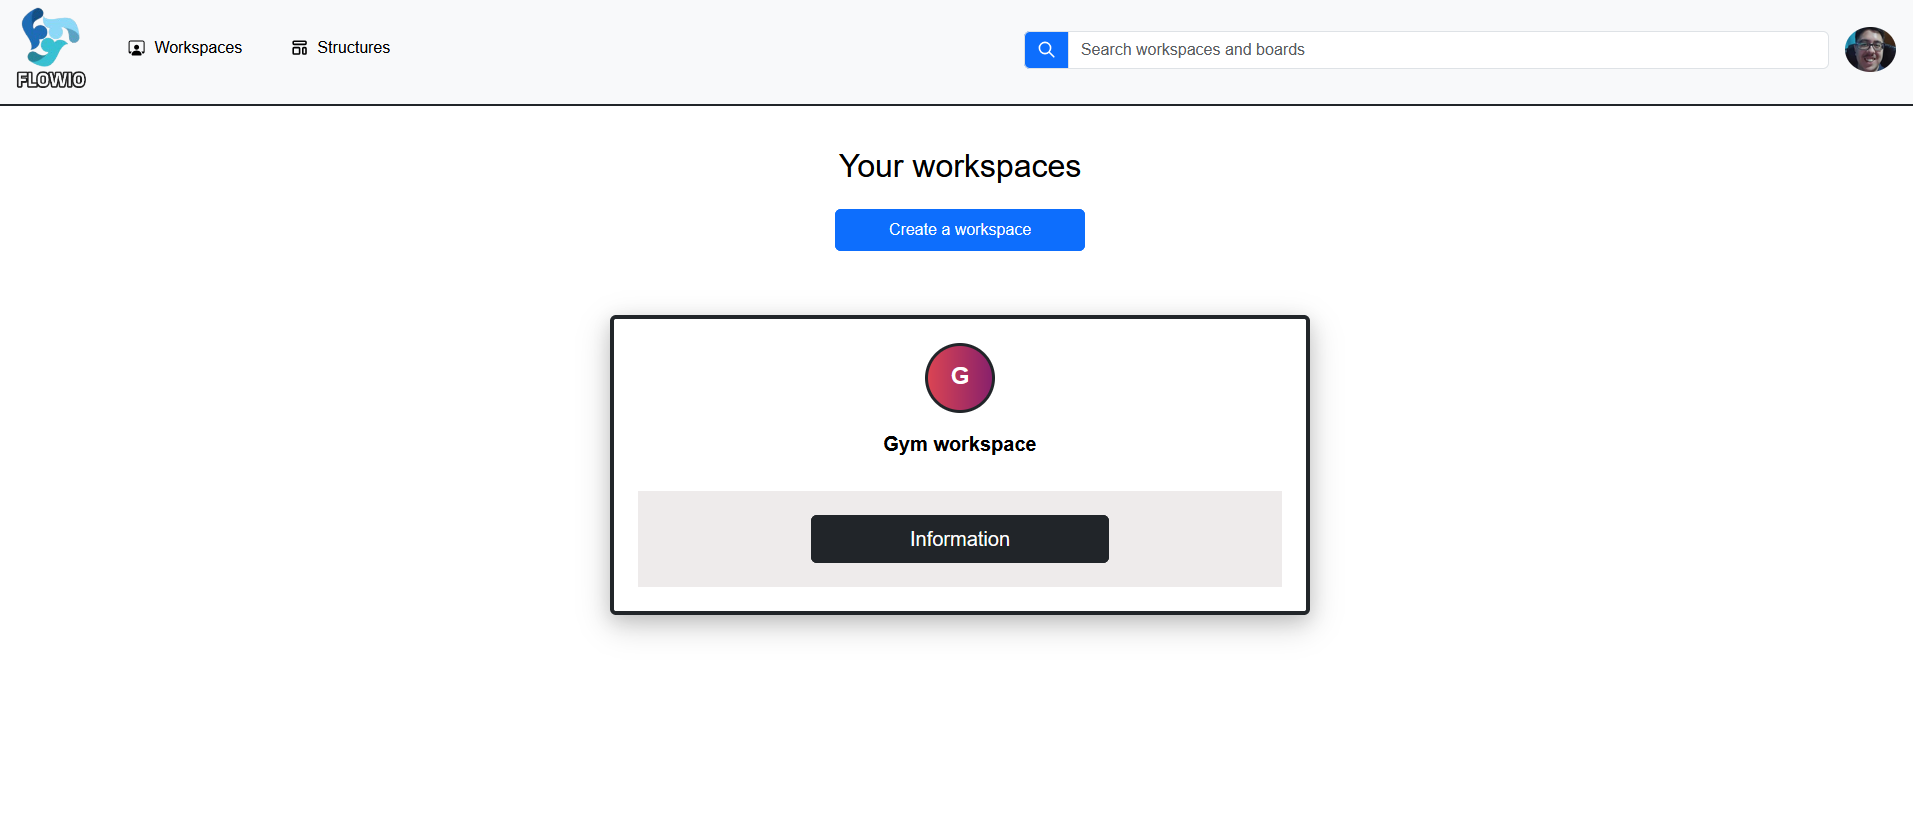 FLOWIO
Workspaces
Structures
Search workspaces and boards
Your workspaces
Create a workspace
G
Gym workspace
Information